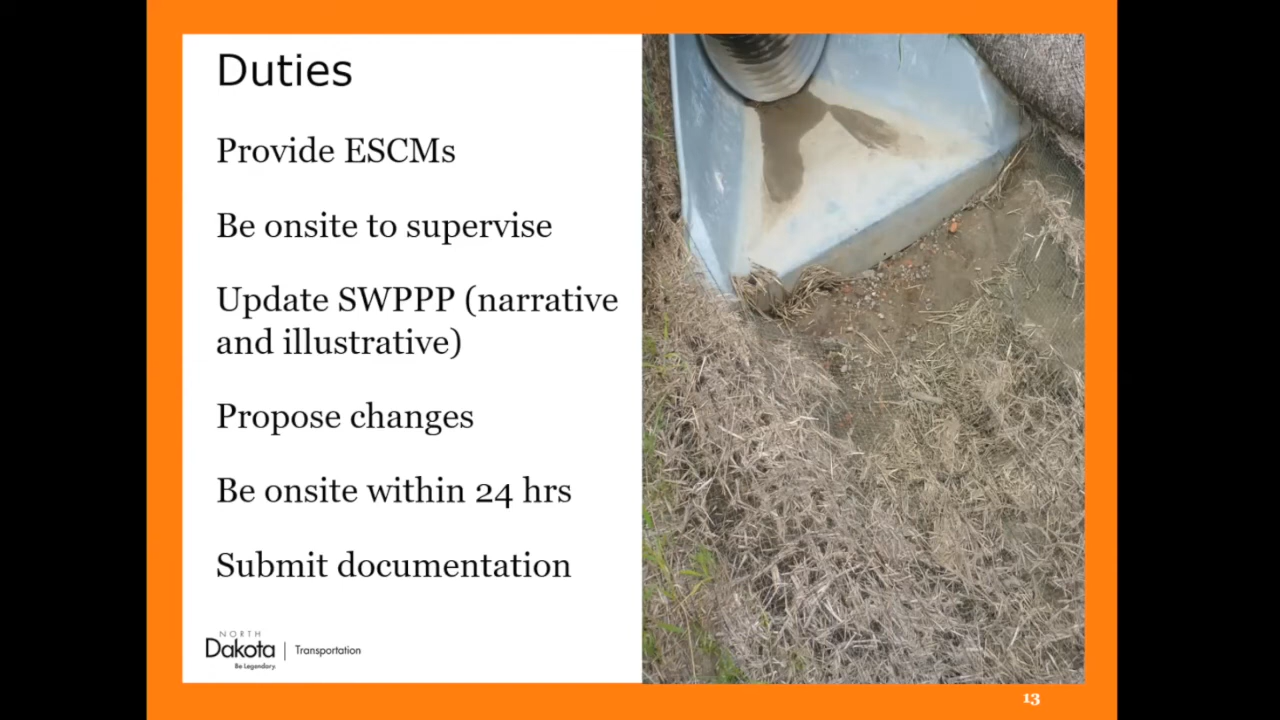 Duties
Provide ESCMs
Be onsite to supervise
Update SWPPP (narrative
and illustrative)
Propose changes
Be onsite within 24 hrs
Submit documentation
NORTH
Dakota | Transportation
Be Legendary.
13